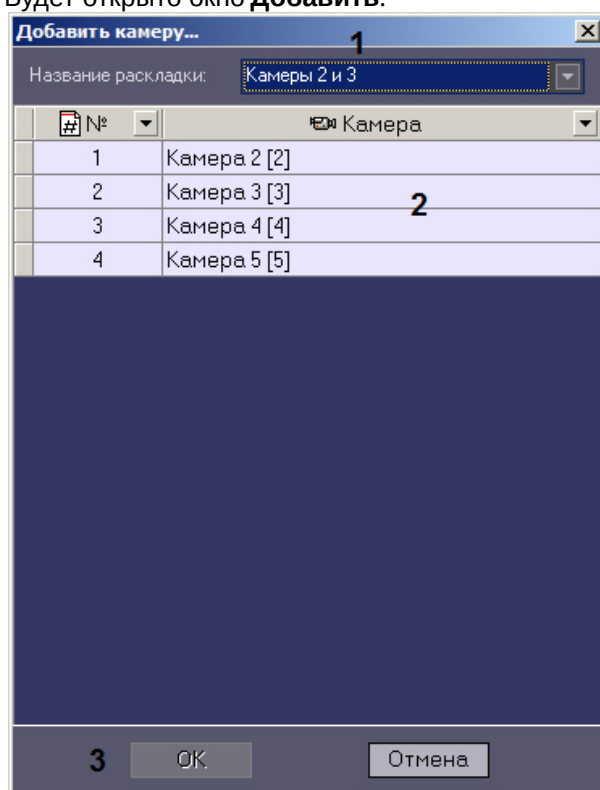 Будет открыто окно Добавить.
Добавить камеру...
1
Название раскладки: Камеры 2 и 3
№ Камера
1 Камера 2 [2]
2 Камера 3 [3]
2
3 Камера 4 [4]
4 Камера 5 [5]
3 OK Отмена